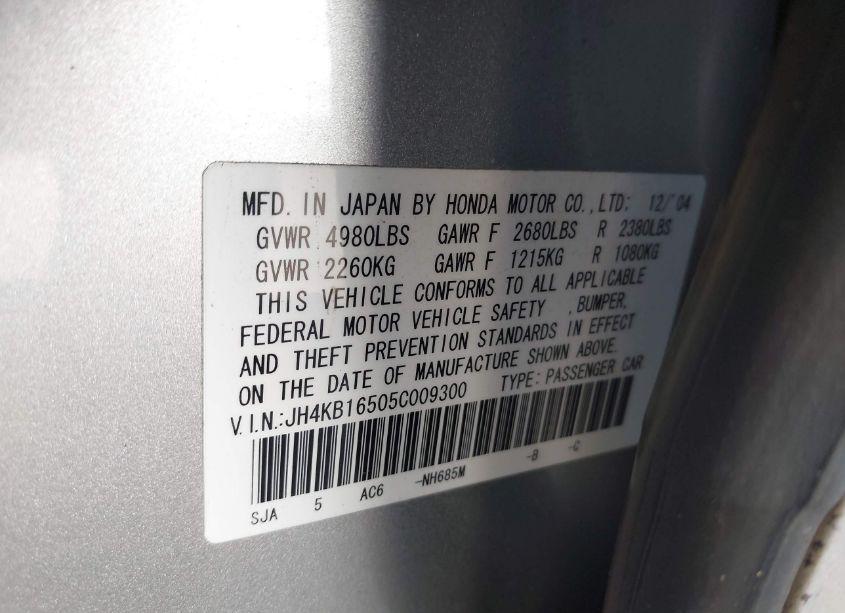 MFD. IN JAPAN BY HONDA MOTOR CO.,LTD: 12/'04
GVWR 4980LBS GAWR F 2680LBS R 2380LBS
GVWR 2260KG GAWR F 1215KG R 1080KG
THIS VEHICLE CONFORMS TO ALL APPLICABLE
FEDERAL MOTOR VEHICLE SAFETY , BUMPER,
AND THEFT PREVENTION STANDARDS IN EFFECT
ON THE DATE OF MANUFACTURE SHOWN ABOVE.
V.I.N.:JH4KB16505C009300 TYPE: PASSENGER CAR
SJA 5 AC6 -NH685M -B -C